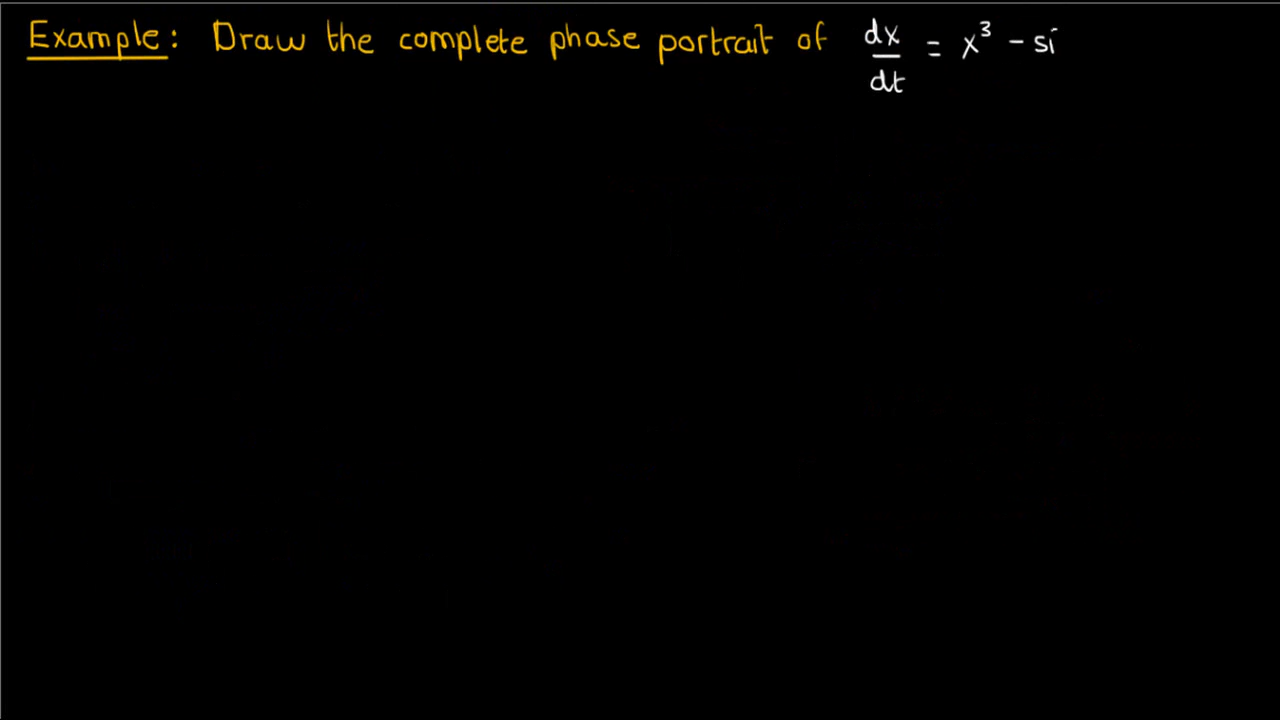 Example: Draw the complete phase portrait of dx/dt = x³ - si